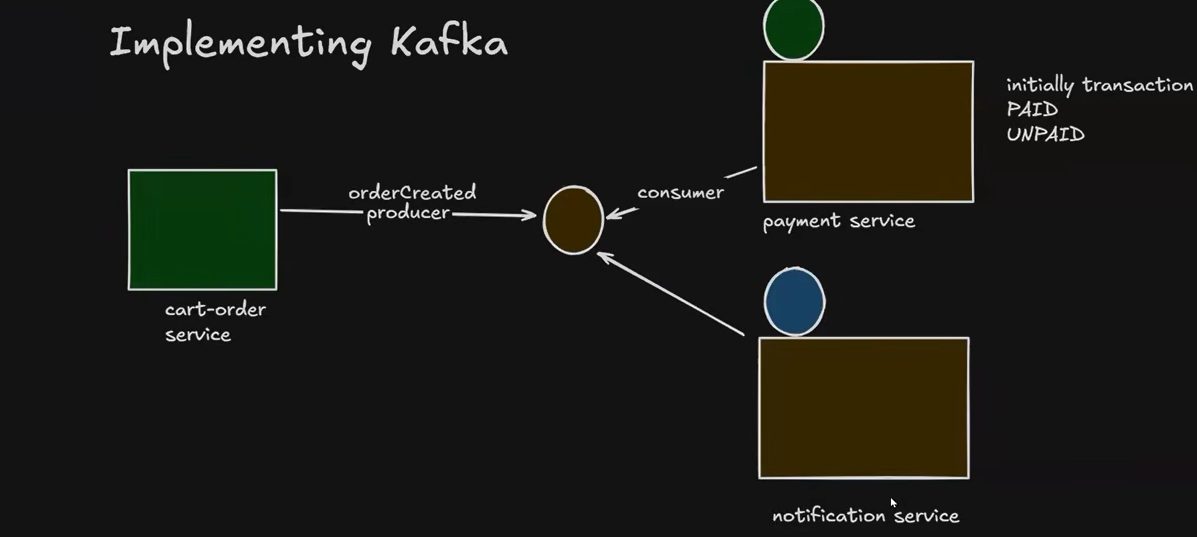 Implementing Kafka
initially transaction
PAID
UNPAID
orderCreated
producer
consumer
payment service
cart-order
service
notification service